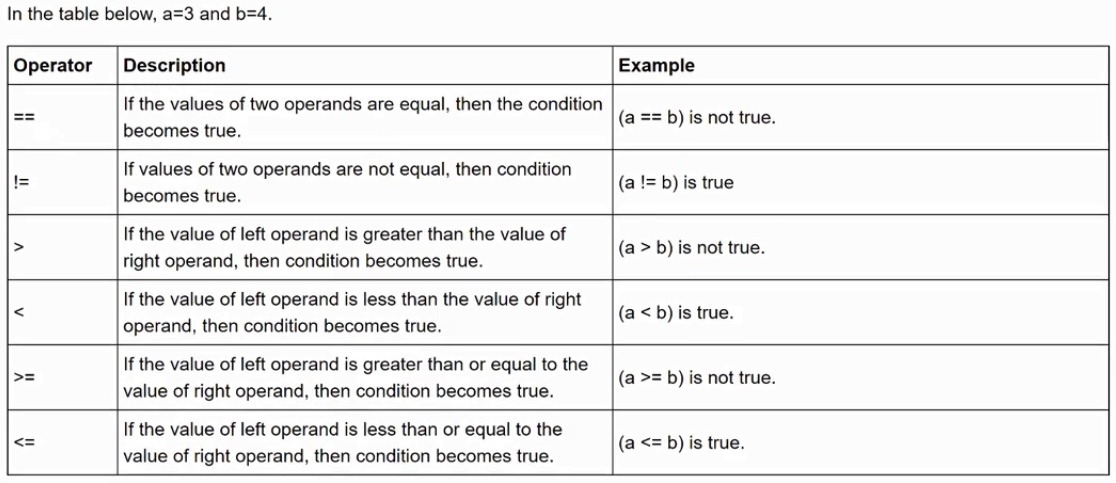 In the table below, a=3 and b=4.
Operator Description Example
== If the values of two operands are equal, then the condition becomes true. (a == b) is not true.
!= If values of two operands are not equal, then condition becomes true. (a != b) is true
> If the value of left operand is greater than the value of right operand, then condition becomes true. (a > b) is not true.
< If the value of left operand is less than the value of right operand, then condition becomes true. (a < b) is true.
>= If the value of left operand is greater than or equal to the value of right operand, then condition becomes true. (a >= b) is not true.
<= If the value of left operand is less than or equal to the value of right operand, then condition becomes true. (a <= b) is true.